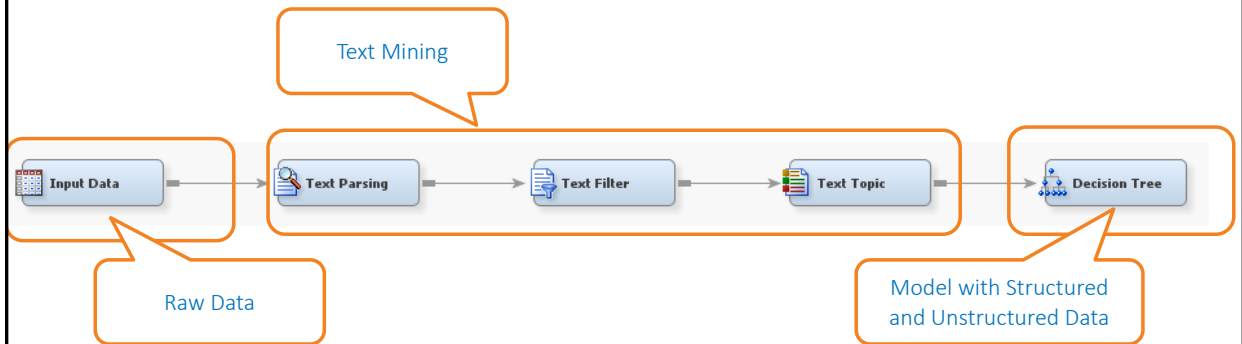 Text Mining
Input Data
Text Parsing
Text Filter
Text Topic
Decision Tree
Raw Data
Model with Structured
and Unstructured Data